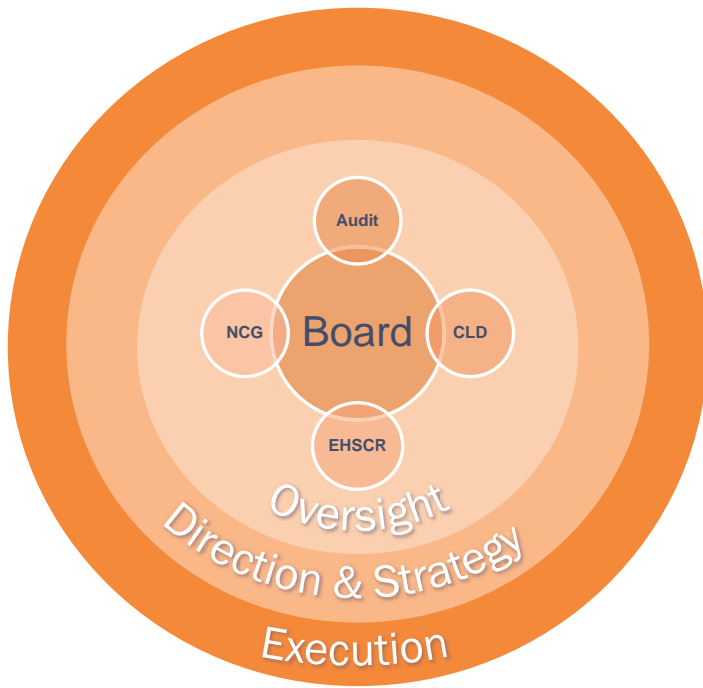 Audit
NCG
Board
CLD
EHSCR
Oversight
Direction & Strategy
Execution